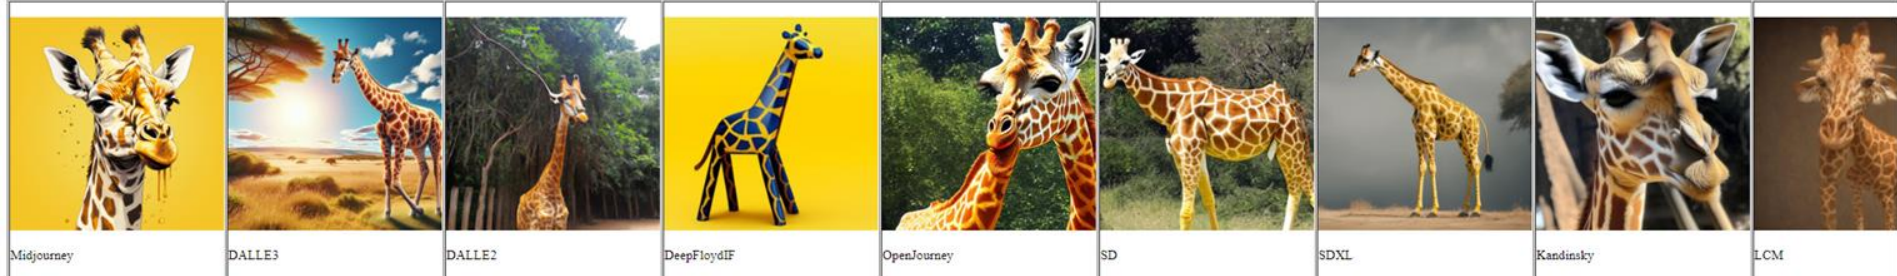 Midjourney
DALLE3
DALLE2
DeepFloydIF
OpenJourney
SD
SDXL
Kandinsky
LCM